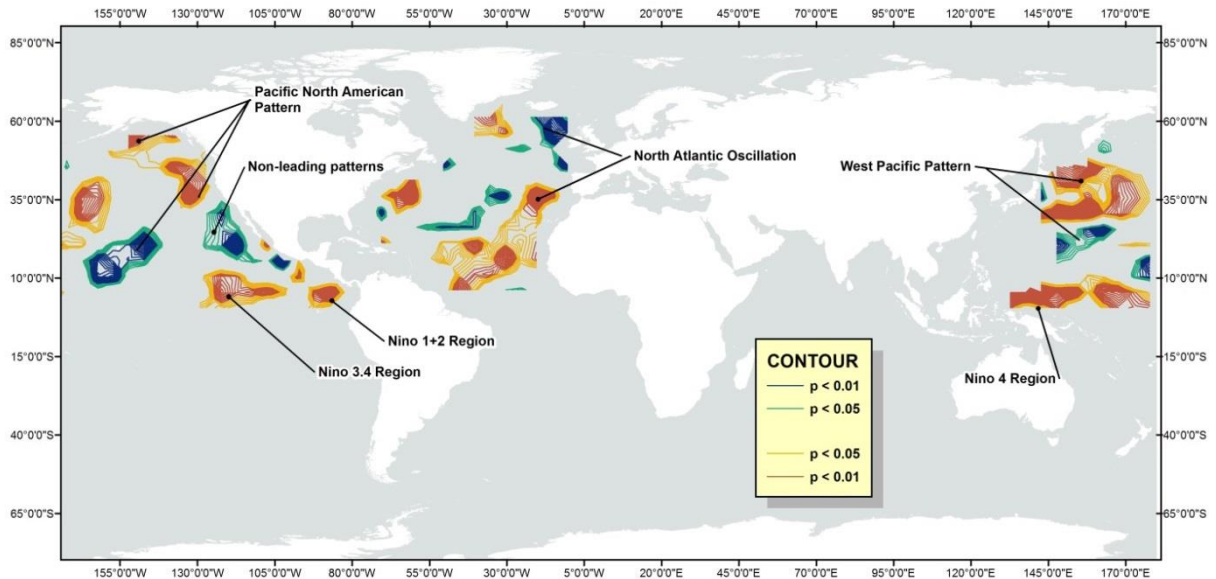 155°0'0"W 130°0'0"W 105°0'0"W 80°0'0"W 55°0'0"W 30°0'0"W 5°0'0"W 20°0'0"E 45°0'0"E 70°0'0"E 95°0'0"E 120°0'0"E 145°0'0"E 170°0'0"E
85°0'0"N 85°0'0"N
Pacific North American
Pattern
60°0'0"N 60°0'0"N
Non-leading patterns
North Atlantic Oscillation
West Pacific Pattern
35°0'0"N 35°0'0"N
10°0'0"N 10°0'0"N
Nino 1+2 Region
Nino 3.4 Region
Nino 4 Region
15°0'0"S 15°0'0"S
CONTOUR
p < 0.01
p < 0.05
p < 0.05
p < 0.01
40°0'0"S 40°0'0"S
65°0'0"S 65°0'0"S
155°0'0"W 130°0'0"W 105°0'0"W 80°0'0"W 55°0'0"W 30°0'0"W 5°0'0"E 20°0'0"E 45°0'0"E 70°0'0"E 95°0'0"E 120°0'0"E 145°0'0"E 170°0'0"E